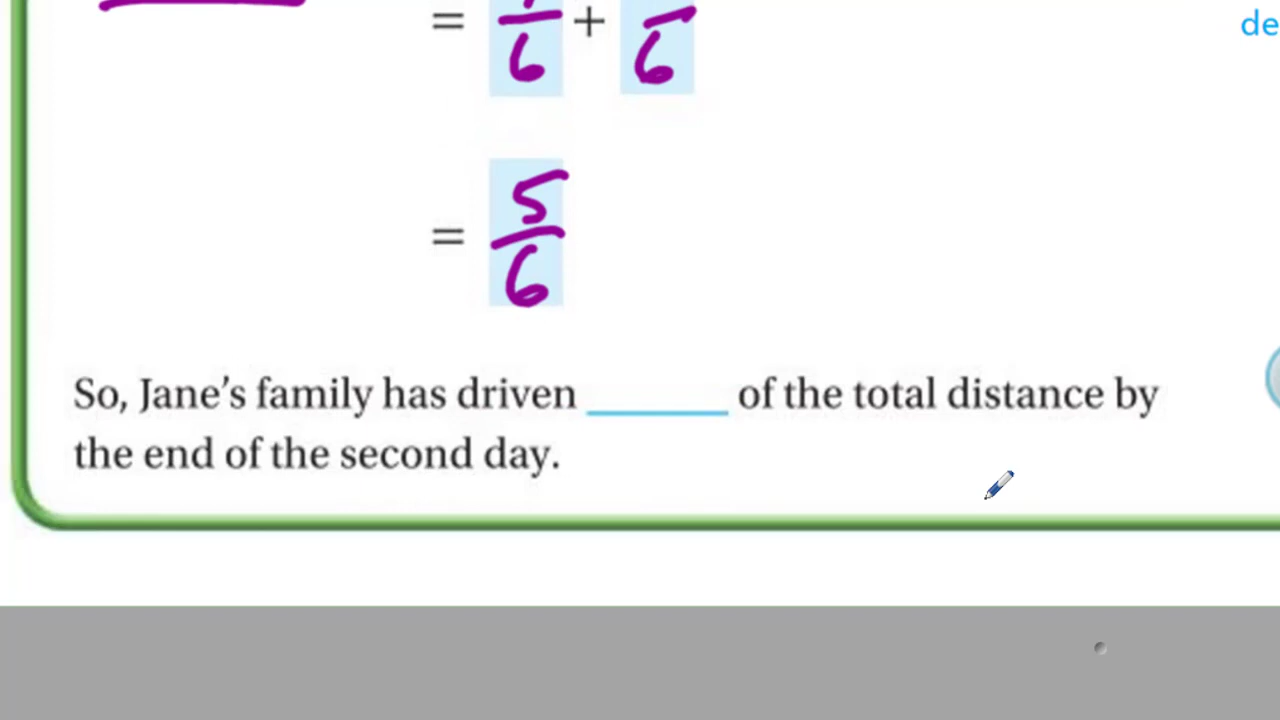 = /6 + /6 de
= 5/6
So, Jane's family has driven ______ of the total distance by
the end of the second day.